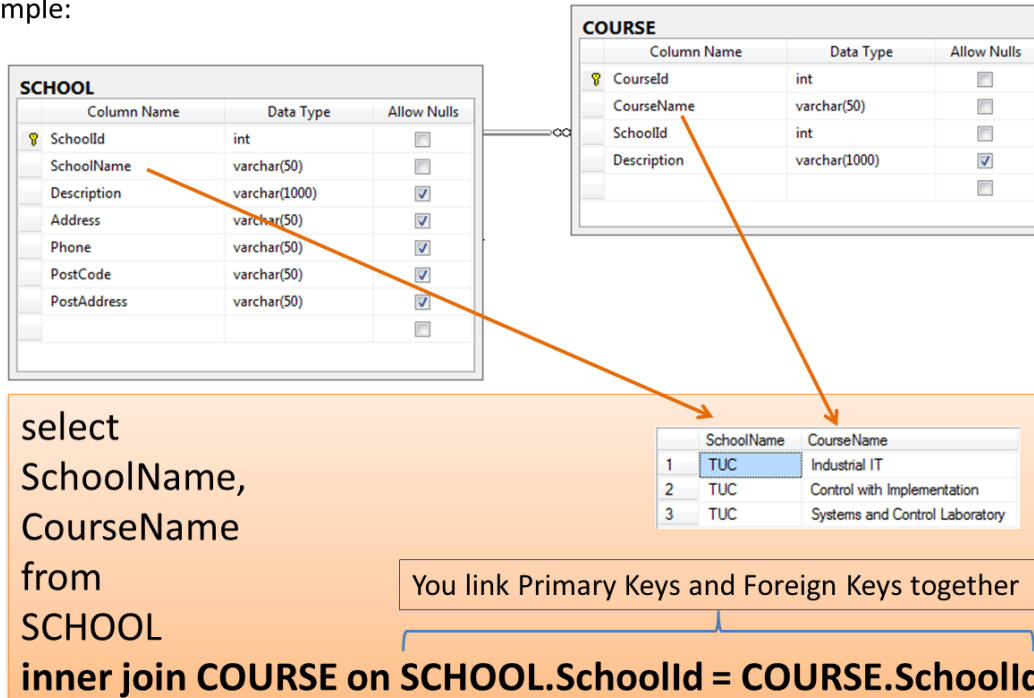 mple:
COURSE
Column Name Data Type Allow Nulls
CourseId int
CourseName varchar(50)
SchoolId int
Description varchar(1000)
SCHOOL
Column Name Data Type Allow Nulls
SchoolId int
SchoolName varchar(50)
Description varchar(1000)
Address varchar(50)
Phone varchar(50)
PostCode varchar(50)
PostAddress varchar(50)
select
SchoolName,
CourseName
from
SCHOOL
inner join COURSE on SCHOOL.SchoolId = COURSE.SchoolId
SchoolName CourseName
1 TUC Industrial IT
2 TUC Control with Implementation
3 TUC Systems and Control Laboratory
You link Primary Keys and Foreign Keys together